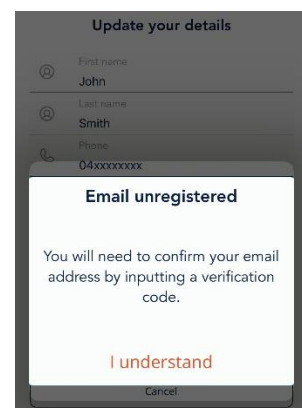 Update your details
First name
John
Last name
Smith
Phone
04xxxxxxxx
Email unregistered
You will need to confirm your email
address by inputting a verification
code.
I understand
Cancel